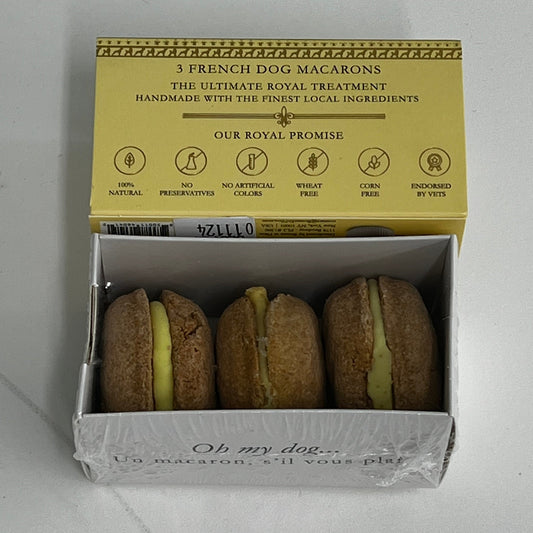 3 FRENCH DOG MACARONS
THE ULTIMATE ROYAL TREATMENT
HANDMADE WITH THE FINEST LOCAL INGREDIENTS
OUR ROYAL PROMISE
100%
NATURAL
NO
PRESERVATIVES
NO ARTIFICIAL
COLORS
WHEAT
FREE
CORN
FREE
ENDORSED
BY VETS
011124
Oh my dog...
Un macaron, s'il vous plaît